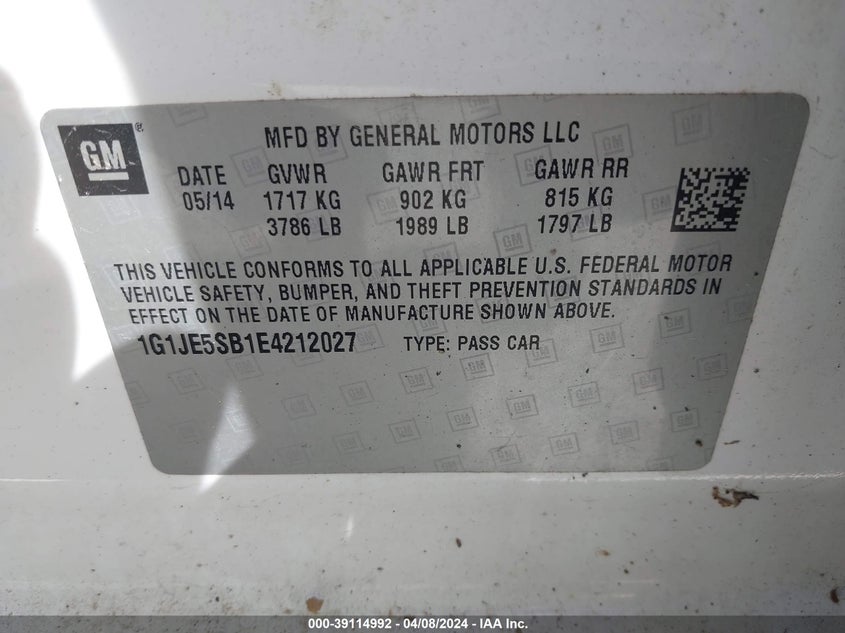 GM ®
MFD BY GENERAL MOTORS LLC
DATE GVWR GAWR FRT GAWR RR
05/14 1717 KG 902 KG 815 KG
3786 LB 1989 LB 1797 LB
THIS VEHICLE CONFORMS TO ALL APPLICABLE U.S. FEDERAL MOTOR
VEHICLE SAFETY, BUMPER, AND THEFT PREVENTION STANDARDS IN
EFFECT ON THE DATE OF MANUFACTURE SHOWN ABOVE.
1G1JE5SB1E4212027 TYPE: PASS CAR
000-39114992 - 04/08/2024 - IAA Inc.